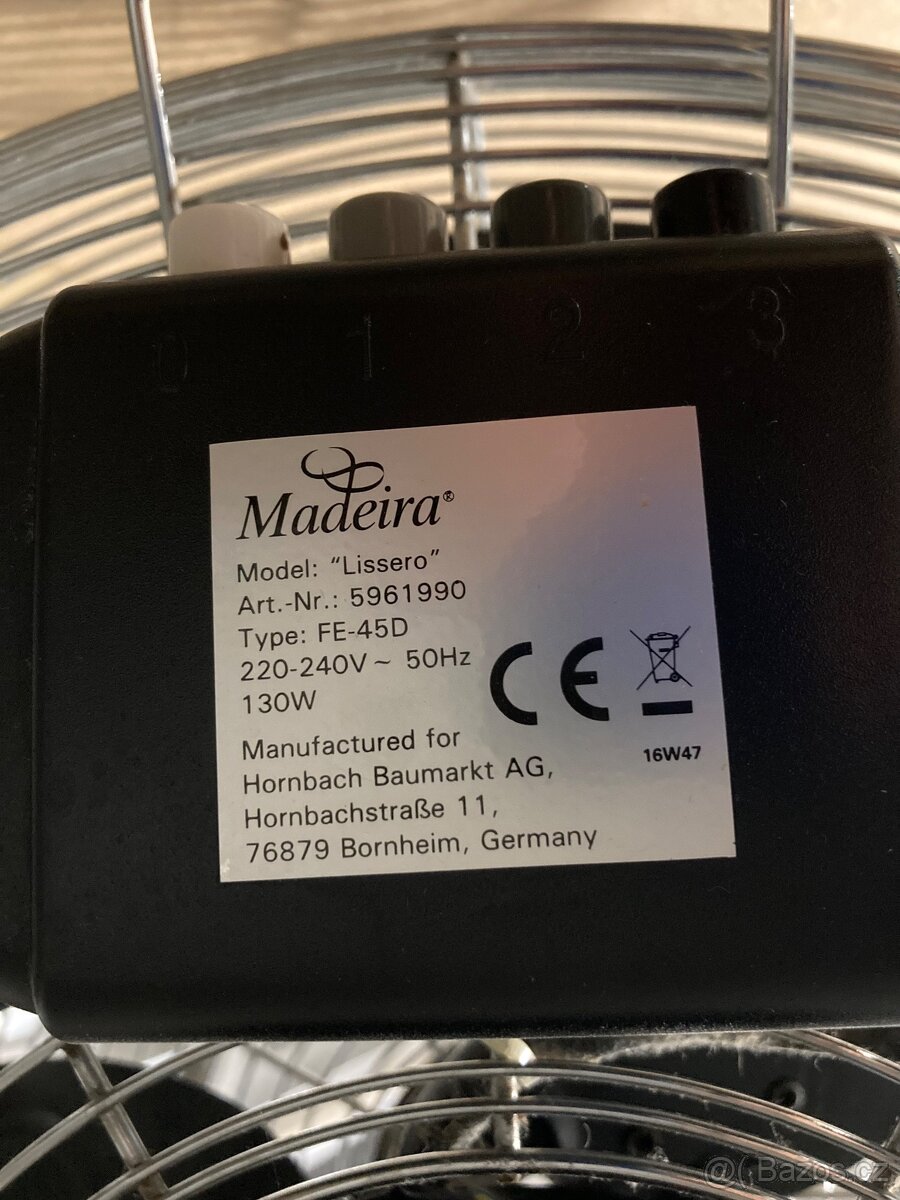 0 1 2 3
Madeira®
Model: “Lissero”
Art.-Nr.: 5961990
Type: FE-45D
220-240V ~ 50Hz
130W
CE
16W47
Manufactured for
Hornbach Baumarkt AG,
Hornbachstraße 11,
76879 Bornheim, Germany
@( Bazos.cz